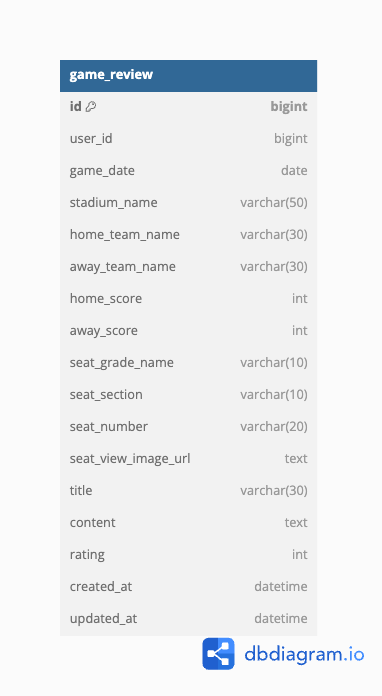 game_review
id bigint
user_id bigint
game_date date
stadium_name varchar(50)
home_team_name varchar(30)
away_team_name varchar(30)
home_score int
away_score int
seat_grade_name varchar(10)
seat_section varchar(10)
seat_number varchar(20)
seat_view_image_url text
title varchar(30)
content text
rating int
created_at datetime
updated_at datetime
dbdiagram.io